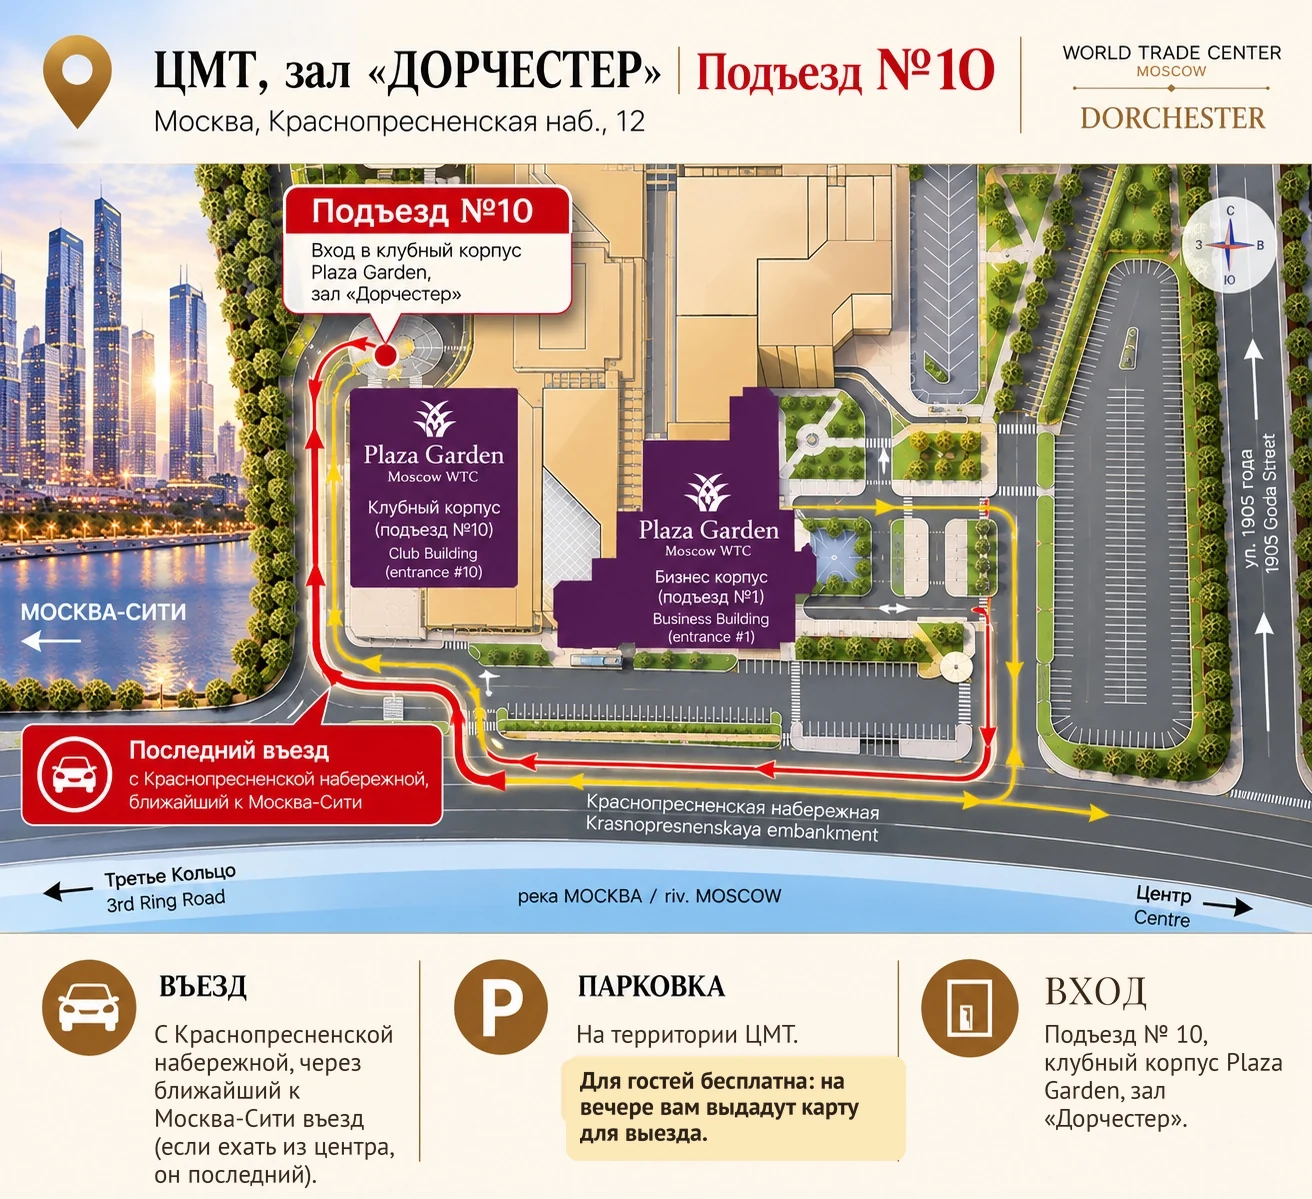 ЦМТ, зал «ДОРЧЕСТЕР»
Подъезд №10
Москва, Краснопресненская наб., 12
WORLD TRADE CENTER
MOSCOW
DORCHESTER
Подъезд №10
Вход в клубный корпус
Plaza Garden,
зал «Дорчестер»
С
З
В
Ю
Plaza Garden
Moscow WTC
Клубный корпус
(подъезд №10)
Club Building
(entrance #10)
Plaza Garden
Moscow WTC
Бизнес корпус
(подъезд №1)
Business Building
(entrance #1)
ул. 1905 года
1905 Goda Street
МОСКВА-СИТИ
Последний въезд
с Краснопресненской набережной,
ближайший к Москва-Сити
Краснопресненская набережная
Krasnopresnenskaya embankment
Третье Кольцо
3rd Ring Road
река МОСКВА / riv. MOSCOW
Центр
Centre
ВЪЕЗД
С Краснопресненской
набережной, через
ближайший к
Москва-Сити въезд
(если ехать из центра,
он последний).
P
ПАРКОВКА
На территории ЦМТ.
Для гостей бесплатна: на
вечере вам выдадут карту
для выезда.
ВХОД
Подъезд № 10,
клубный корпус Plaza
Garden, зал
«Дорчестер».